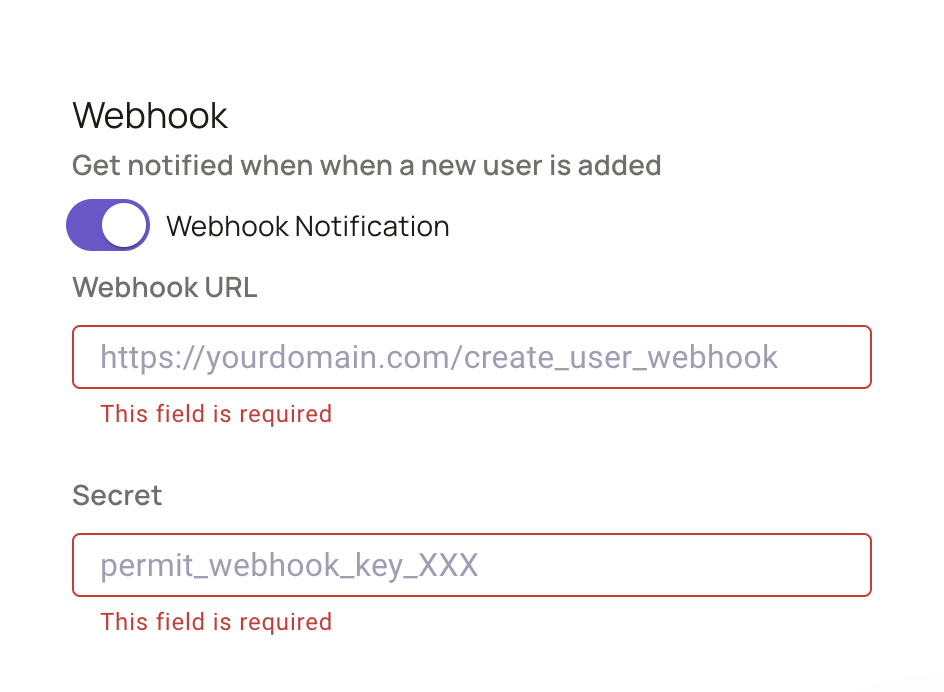 Webhook
Get notified when when a new user is added
Webhook Notification
Webhook URL
https://yourdomain.com/create_user_webhook
This field is required
Secret
permit_webhook_key_XXX
This field is required